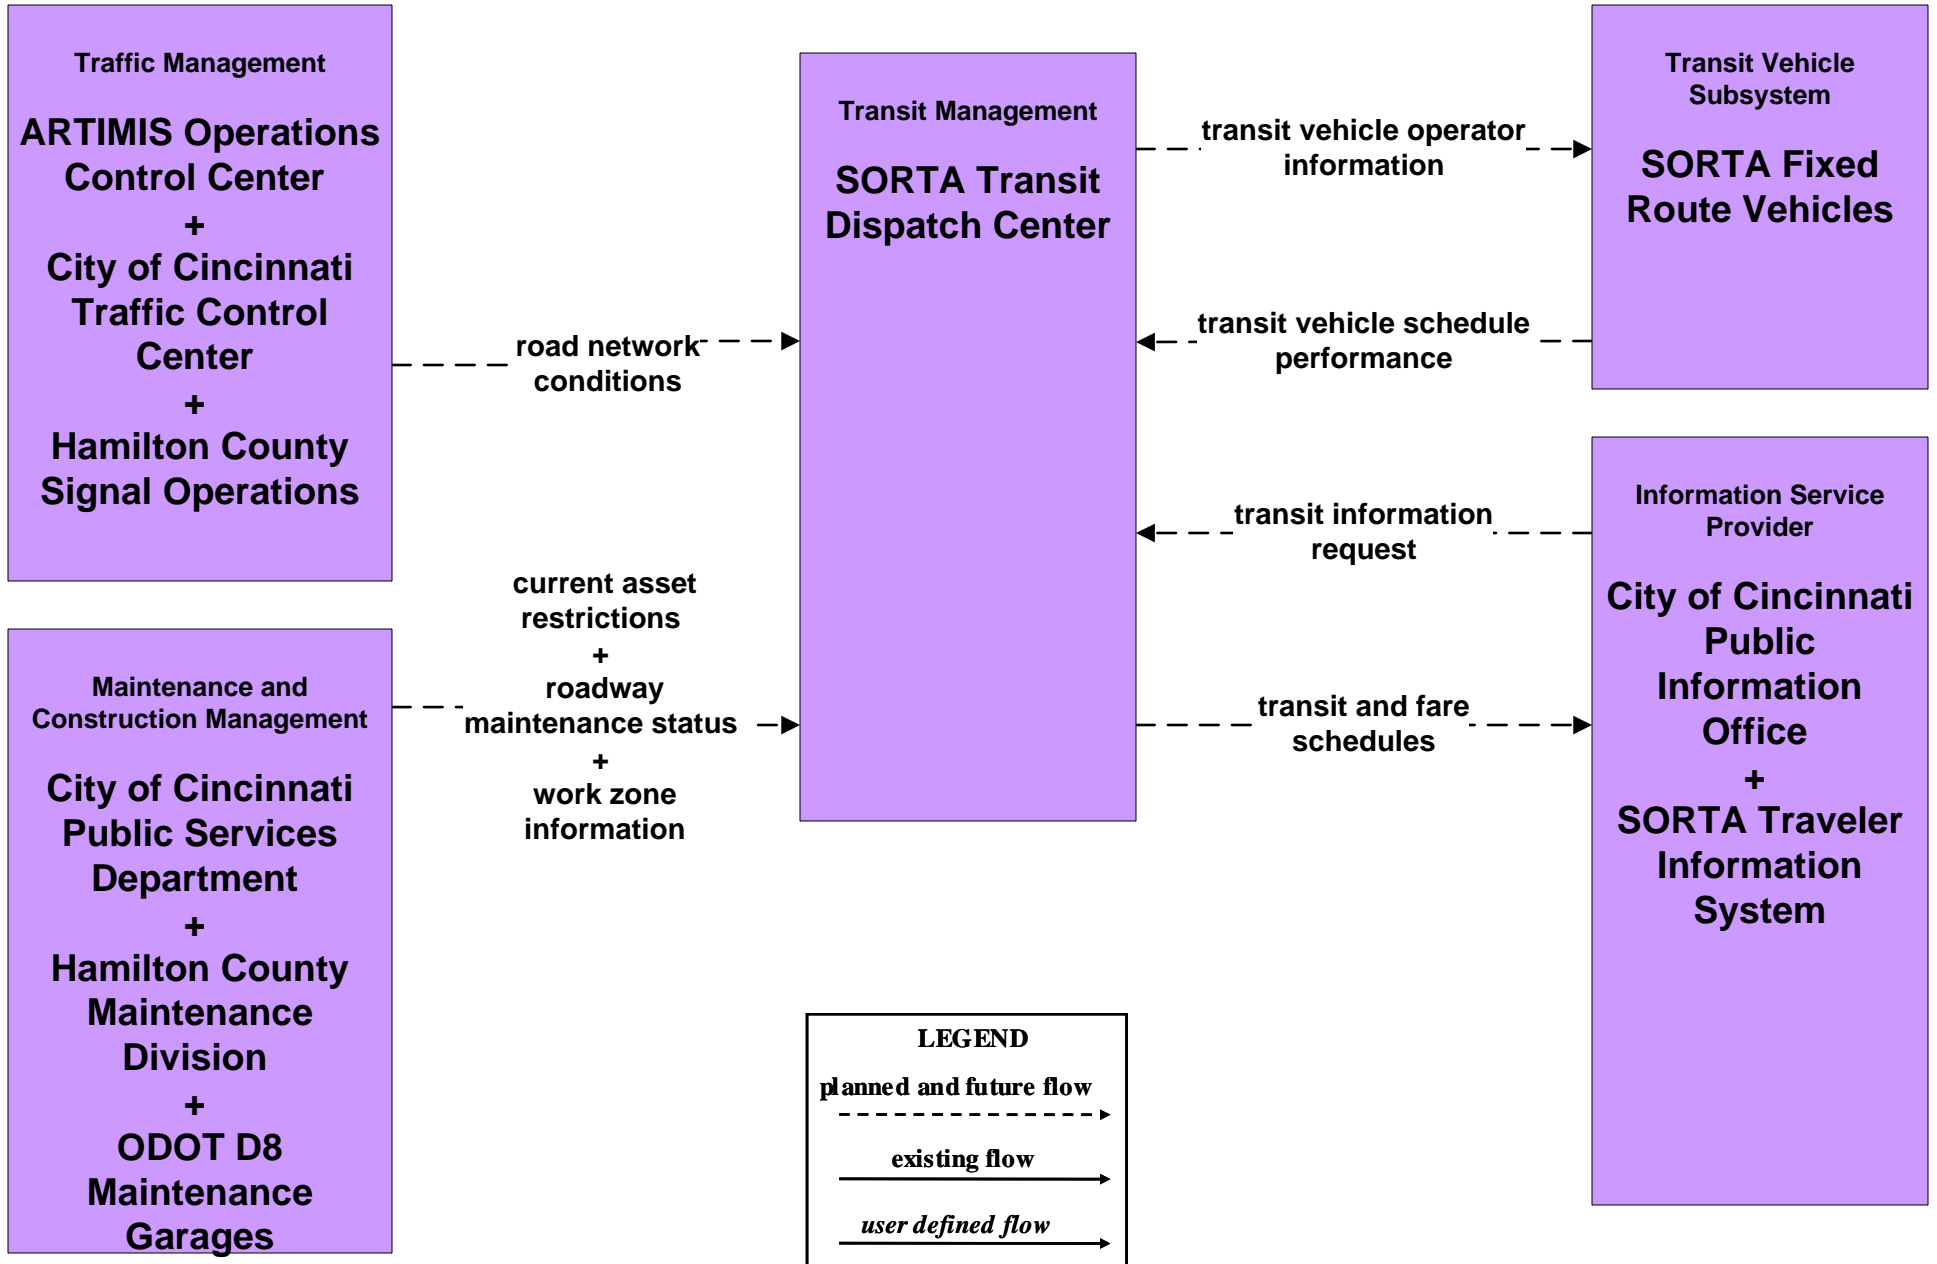 Traffic Management
ARTIMIS Operations
Control Center
+
City of Cincinnati
Traffic Control
Center
+
Hamilton County
Signal Operations
Maintenance and
Construction Management
City of Cincinnati
Public Services
Department
+
Hamilton County
Maintenance
Division
+
ODOT D8
Maintenance
Garages
road network
conditions
current asset
restrictions
+
roadway
maintenance status
+
work zone
information
Transit Management
SORTA Transit
Dispatch Center
transit vehicle operator
information
transit vehicle schedule
performance
transit information
request
transit and fare
schedules
Transit Vehicle
Subsystem
SORTA Fixed
Route Vehicles
Information Service
Provider
City of Cincinnati
Public
Information
Office
+
SORTA Traveler
Information
System
LEGEND
planned and future flow
existing flow
user defined flow